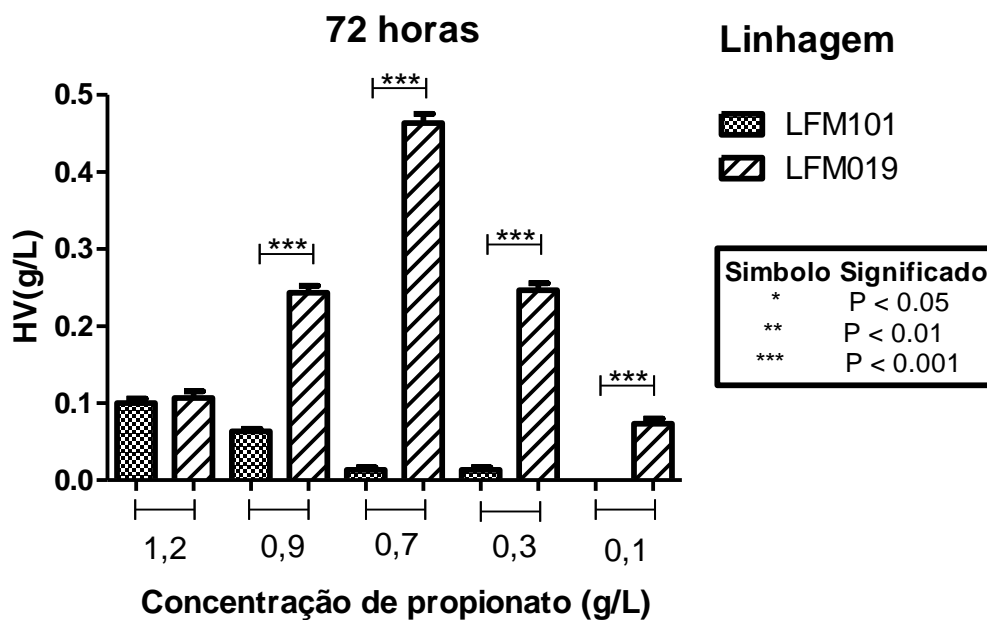 72 horas
Linhagem
LFM101
LFM019
HV(g/L)
0.5
0.4
0.3
0.2
0.1
0.0
***
***
***
***
1,2
0,9
0,7
0,3
0,1
Concentração de propionato (g/L)
Simbolo Significado
* P < 0.05
** P < 0.01
*** P < 0.001